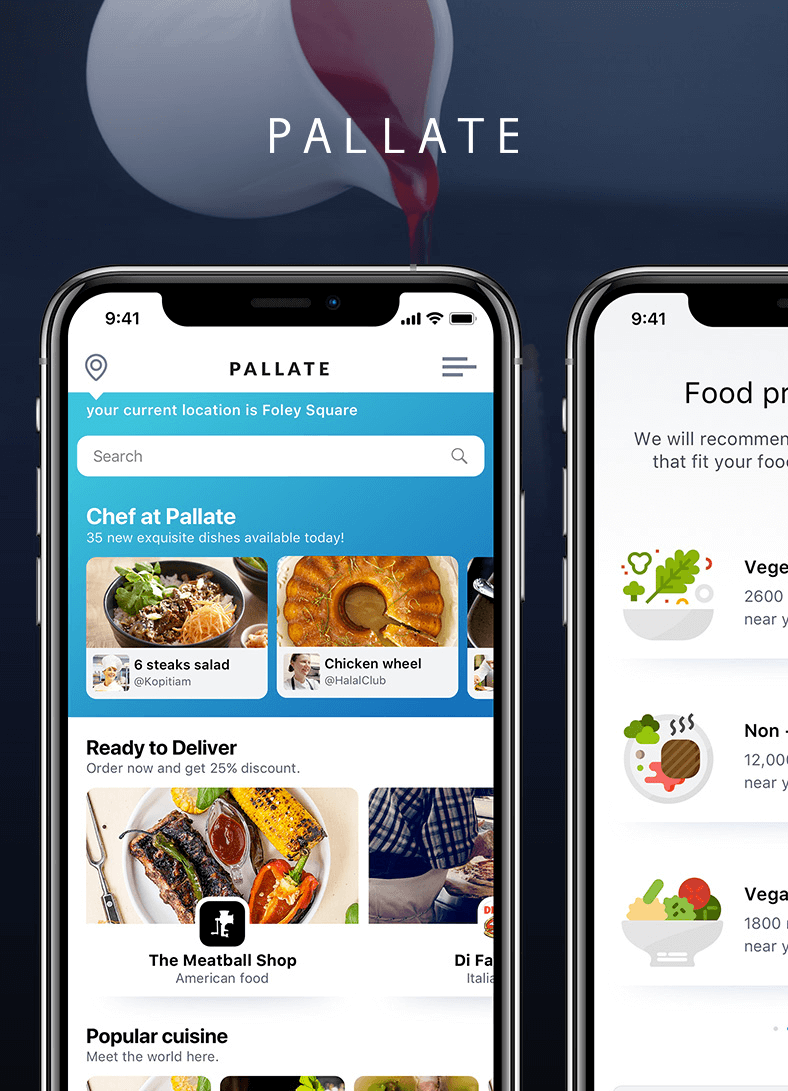 PALLATE
9:41
PALLATE
your current location is Foley Square
Search
Chef at Pallate
35 new exquisite dishes available today!
6 steaks salad
@Kopitiam
Chicken wheel
@HalalClub
Ready to Deliver
Order now and get 25% discount.
The Meatball Shop
American food
Di Fa
Italia
Popular cuisine
Meet the world here.
9:41
Food pr
We will recommen
that fit your foo
Vege
2600
near y
Non -
12,000
near y
Vega
1800 r
near y